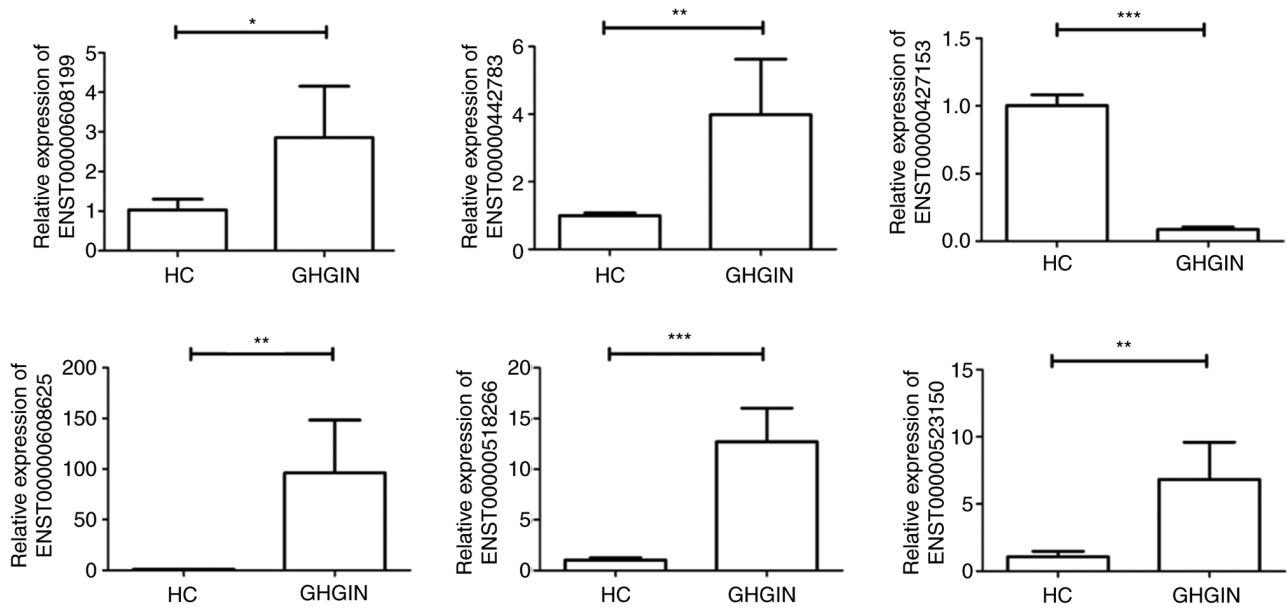 *
Relative expression of
ENST00000608199
5
4
3
2
1
0
HC
GHGIN
**
Relative expression of
ENST00000442783
6
4
2
0
HC
GHGIN
***
Relative expression of
ENST00000427153
1.5
1.0
0.5
0.0
HC
GHGIN
**
Relative expression of
ENST00000608625
200
150
100
50
0
HC
GHGIN
***
Relative expression of
ENST00000518266
20
15
10
5
0
HC
GHGIN
**
Relative expression of
ENST00000523150
15
10
5
0
HC
GHGIN